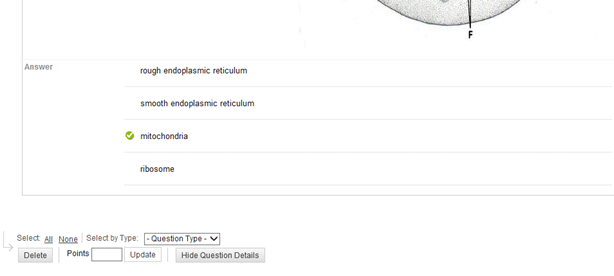 F
Answer
rough endoplasmic reticulum
smooth endoplasmic reticulum
mitochondria
ribosome
Select: All None Select by Type: - Question Type -
Delete Points Update Hide Question Details